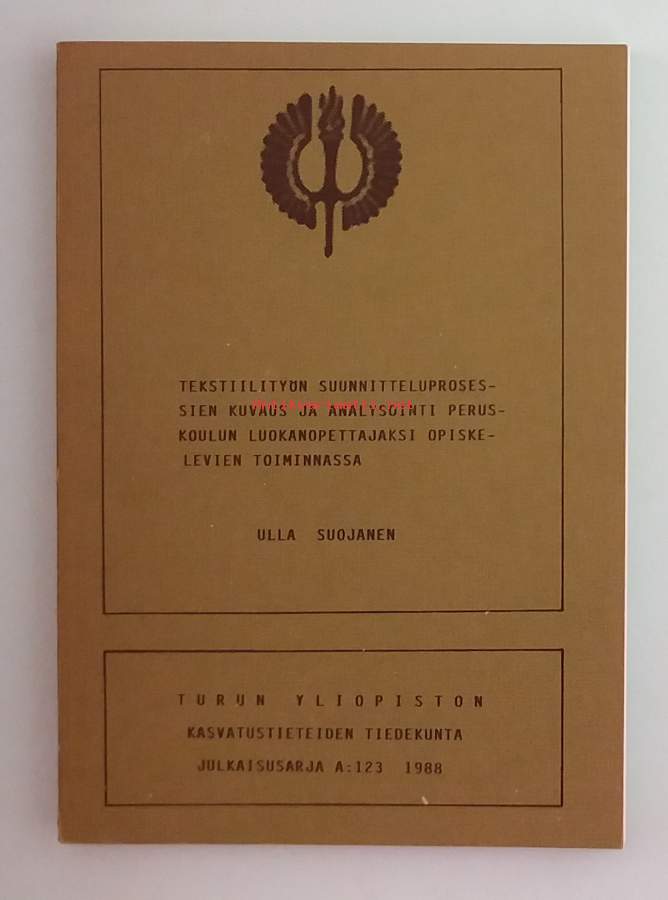 TEKSTIILITYÖN SUUNNITTELUPROSES-
SIEN KUVAUS JA ANALYSOINTI PERUS-
KOULUN LUOKANOPETTAJAKSI OPISKE-
LEVIEN TOIMINNASSA
ULLA SUOJANEN
TURUN YLIOPISTON
KASVATUSTIETEIDEN TIEDEKUNTA
JULKAISUSARJA A:123 1988